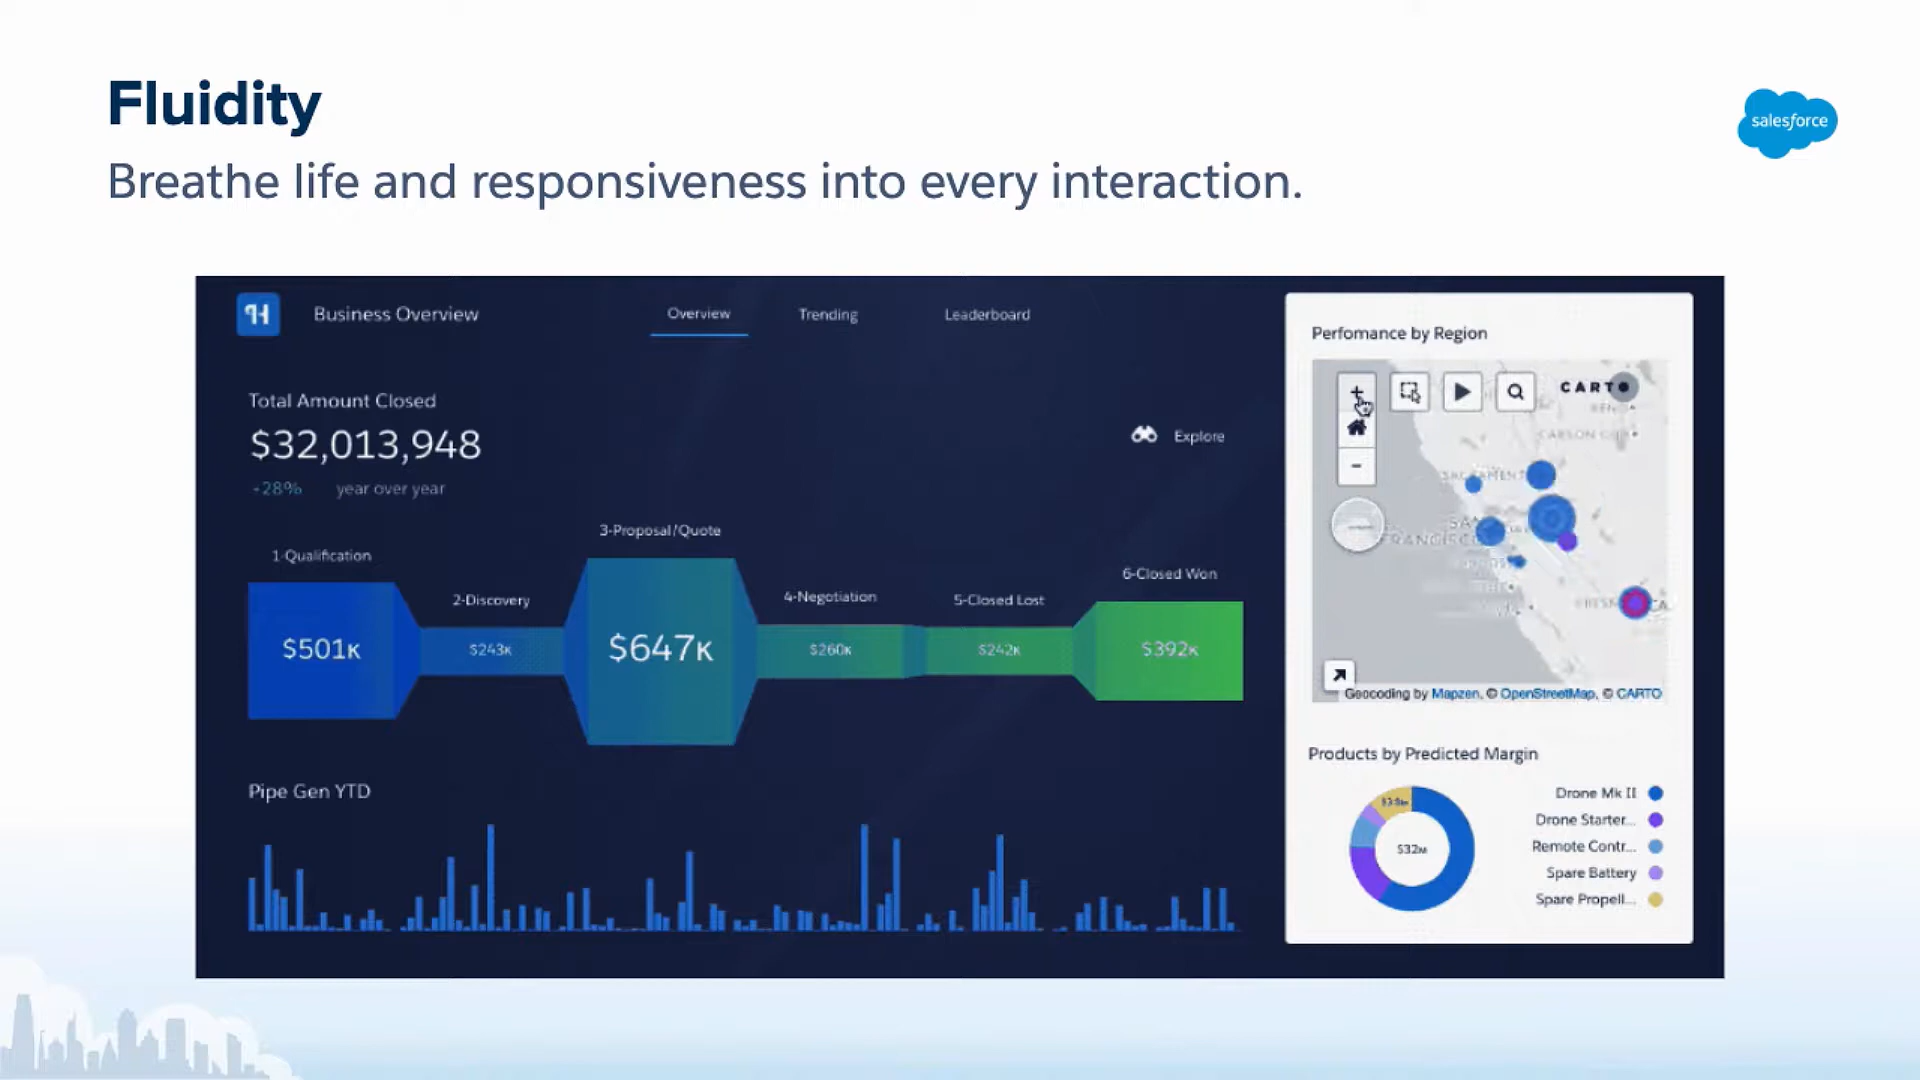 Fluidity
salesforce
Breathe life and responsiveness into every interaction.
Business Overview
Overview
Trending
Leaderboard
Total Amount Closed
$32,013,948
year over year
Explore
1-Qualification
2-Discovery
3-Proposal/Quote
4-Negotiation
5-Closed Lost
6-Closed Won
$501K
$243K
$647K
$260K
$242K
$392K
Pipe Gen YTD
Perfomance by Region
CARTO
SACRAMENTO
SAN
FRANCISCO
Geocoding by Mapzen, © OpenStreetMap, © CARTO
Products by Predicted Margin
$32M
Drone Mk II
Drone Starter...
Remote Contr...
Spare Battery
Spare Propell...